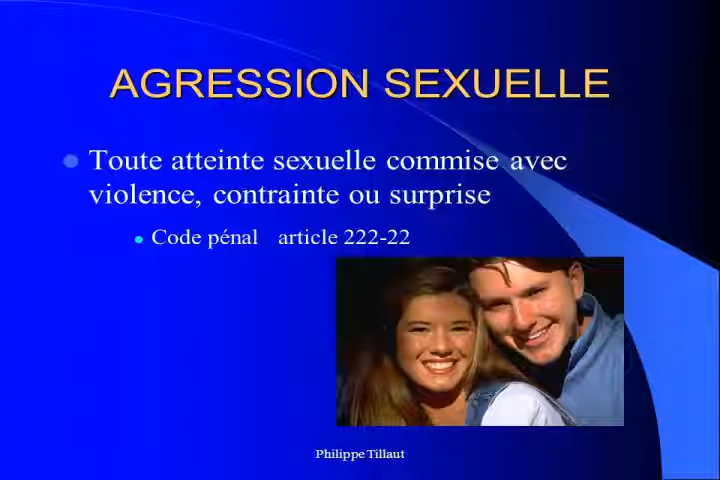 AGRESSION SEXUELLE
Toute atteinte sexuelle commise avec
violence, contrainte ou surprise
Code pénal article 222-22
Philippe Tillaut